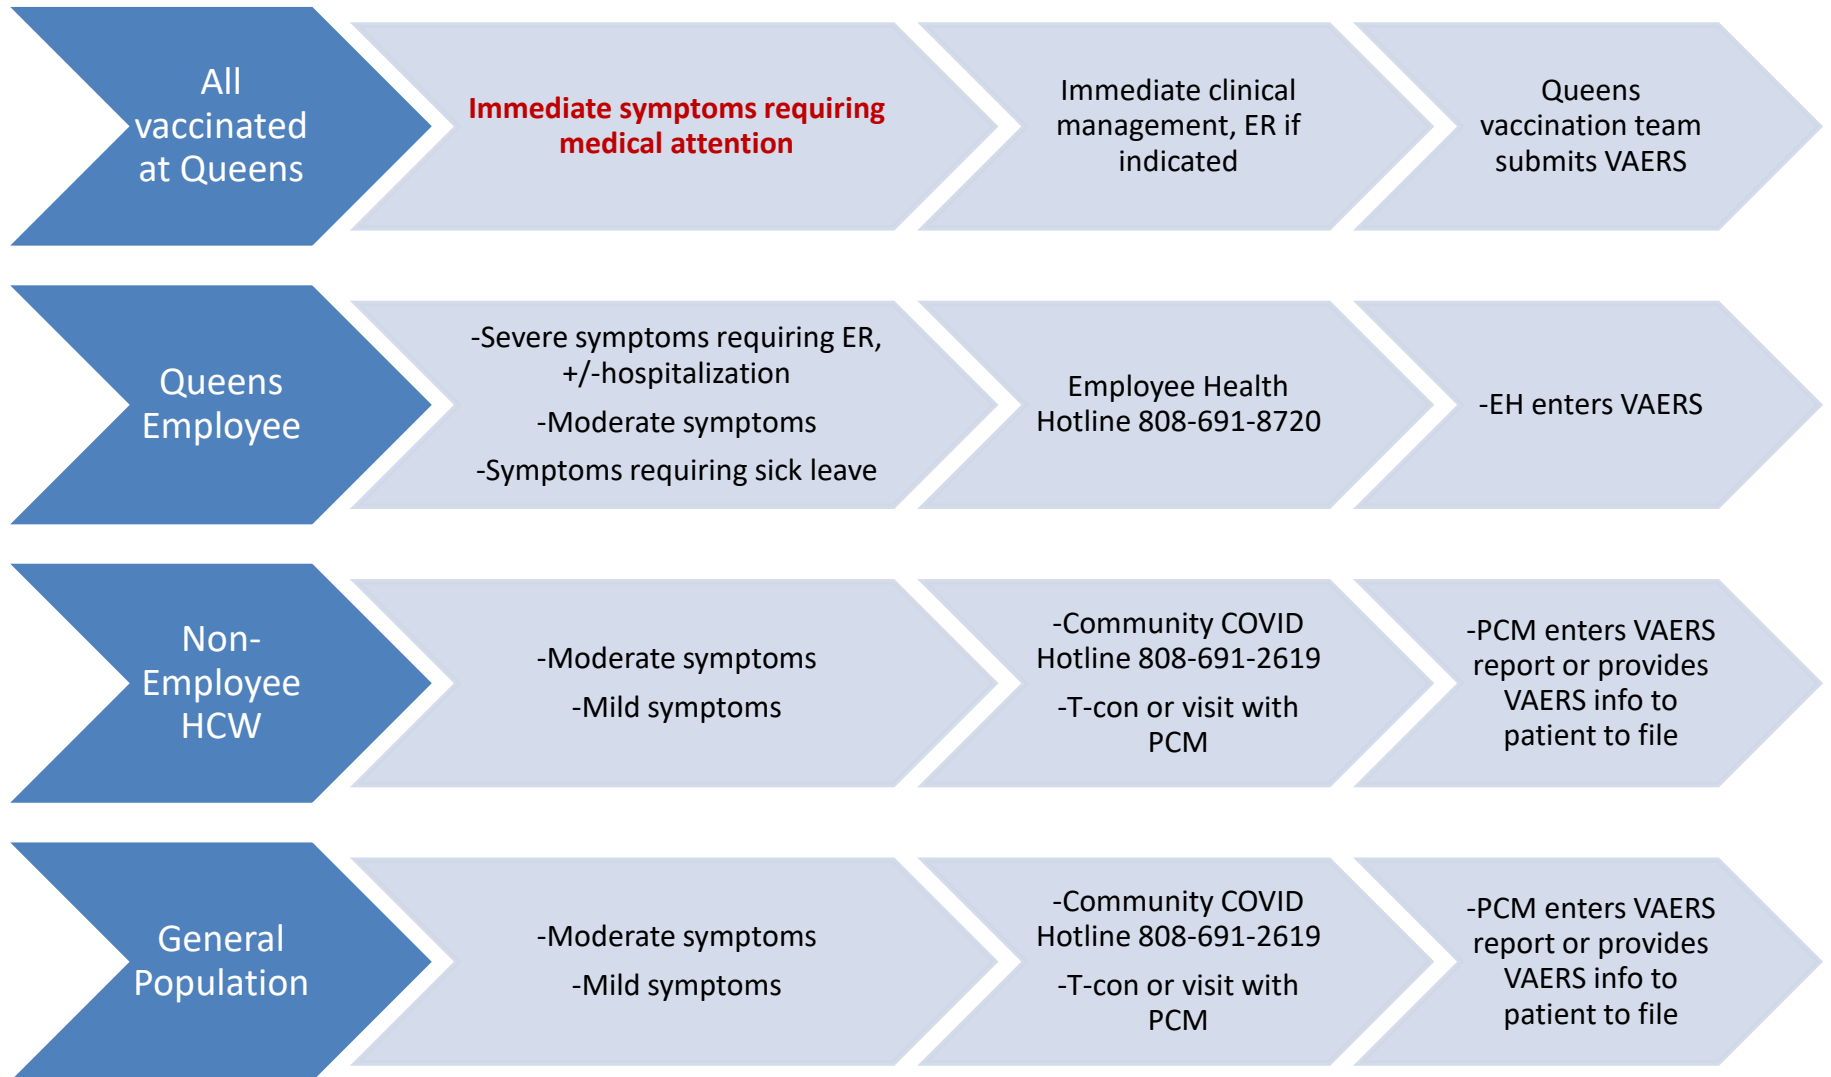 All
vaccinated
at Queens
Immediate symptoms requiring
medical attention
Immediate clinical
management, ER if
indicated
Queens
vaccination team
submits VAERS
Queens
Employee
-Severe symptoms requiring ER,
+/-hospitalization
-Moderate symptoms
-Symptoms requiring sick leave
Employee Health
Hotline 808-691-8720
-EH enters VAERS
Non-
Employee
HCW
-Moderate symptoms
-Mild symptoms
-Community COVID
Hotline 808-691-2619
-T-con or visit with
PCM
-PCM enters VAERS
report or provides
VAERS info to
patient to file
General
Population
-Moderate symptoms
-Mild symptoms
-Community COVID
Hotline 808-691-2619
-T-con or visit with
PCM
-PCM enters VAERS
report or provides
VAERS info to
patient to file